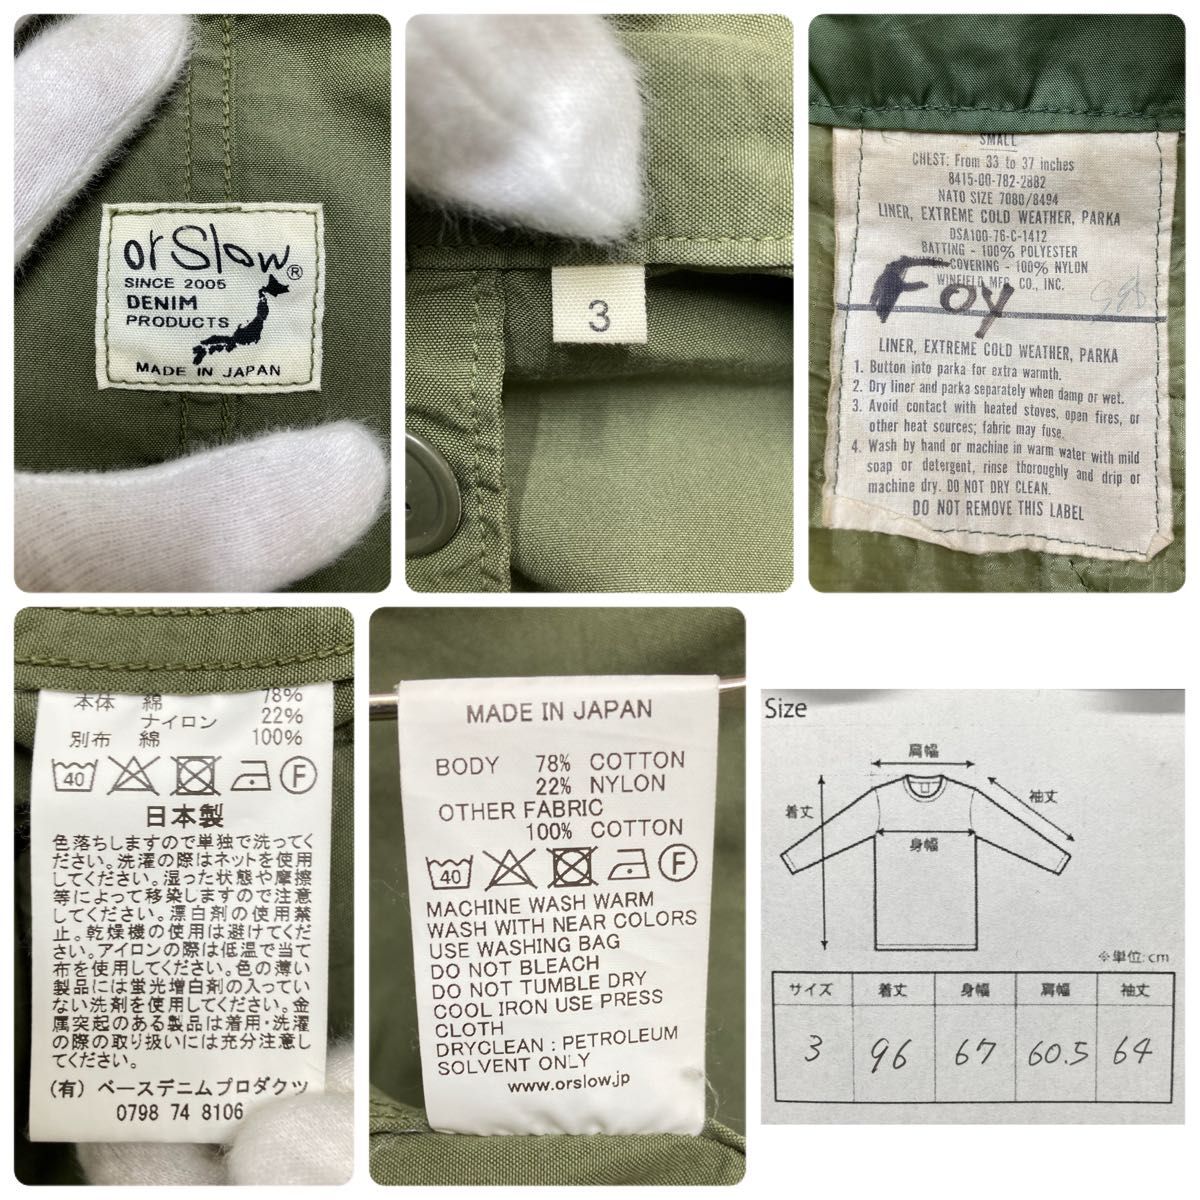 orSlow®
SINCE 2005
DENIM
PRODUCTS
MADE IN JAPAN
3
SMALL
CHEST: From 33 to 37 inches
8415-00-782-2882
NATO SIZE 7080/8494
LINER, EXTREME COLD WEATHER, PARKA
DSA100-76-C-1412
BATTING - 100% POLYESTER
COVERING - 100% NYLON
WINFIELD MFG. CO., INC.
Foy
LINER, EXTREME COLD WEATHER, PARKA
1. Button into parka for extra warmth.
2. Dry liner and parka separately when damp or wet.
3. Avoid contact with heated stoves, open fires, or
other heat sources; fabric may fuse.
4. Wash by hand or machine in warm water with mild
soap or detergent, rinse thoroughly and drip or
machine dry. DO NOT DRY CLEAN.
DO NOT REMOVE THIS LABEL
本体 綿 78%
ナイロン 22%
別布 綿 100%
40 F
日本製
色落ちしますので単独で洗ってく
ださい。洗濯の際はネットを使用
してください。湿った状態や摩擦
等によって移染しますので注意
してください。漂白剤の使用禁
止。乾燥機の使用は避けてくださ
い。アイロンの際は低温で当て
布を使用してください。色の薄い
製品には蛍光増白剤の入ってい
ない洗剤を使用してください。金
属突起のある製品は着用・洗濯
の際の取り扱いには充分注意し
てください。
(有) ベースデニムプロダクツ
0798 74 8106
MADE IN JAPAN
BODY 78% COTTON
22% NYLON
OTHER FABRIC
100% COTTON
40 F
MACHINE WASH WARM
WASH WITH NEAR COLORS
USE WASHING BAG
DO NOT BLEACH
DO NOT TUMBLE DRY
COOL IRON USE PRESS
CLOTH
DRYCLEAN : PETROLEUM
SOLVENT ONLY
www.orslow.jp
Size
肩幅
着丈
袖丈
身幅
※単位:cm
サイズ 着丈 身幅 肩幅 袖丈
3 96 67 60.5 64